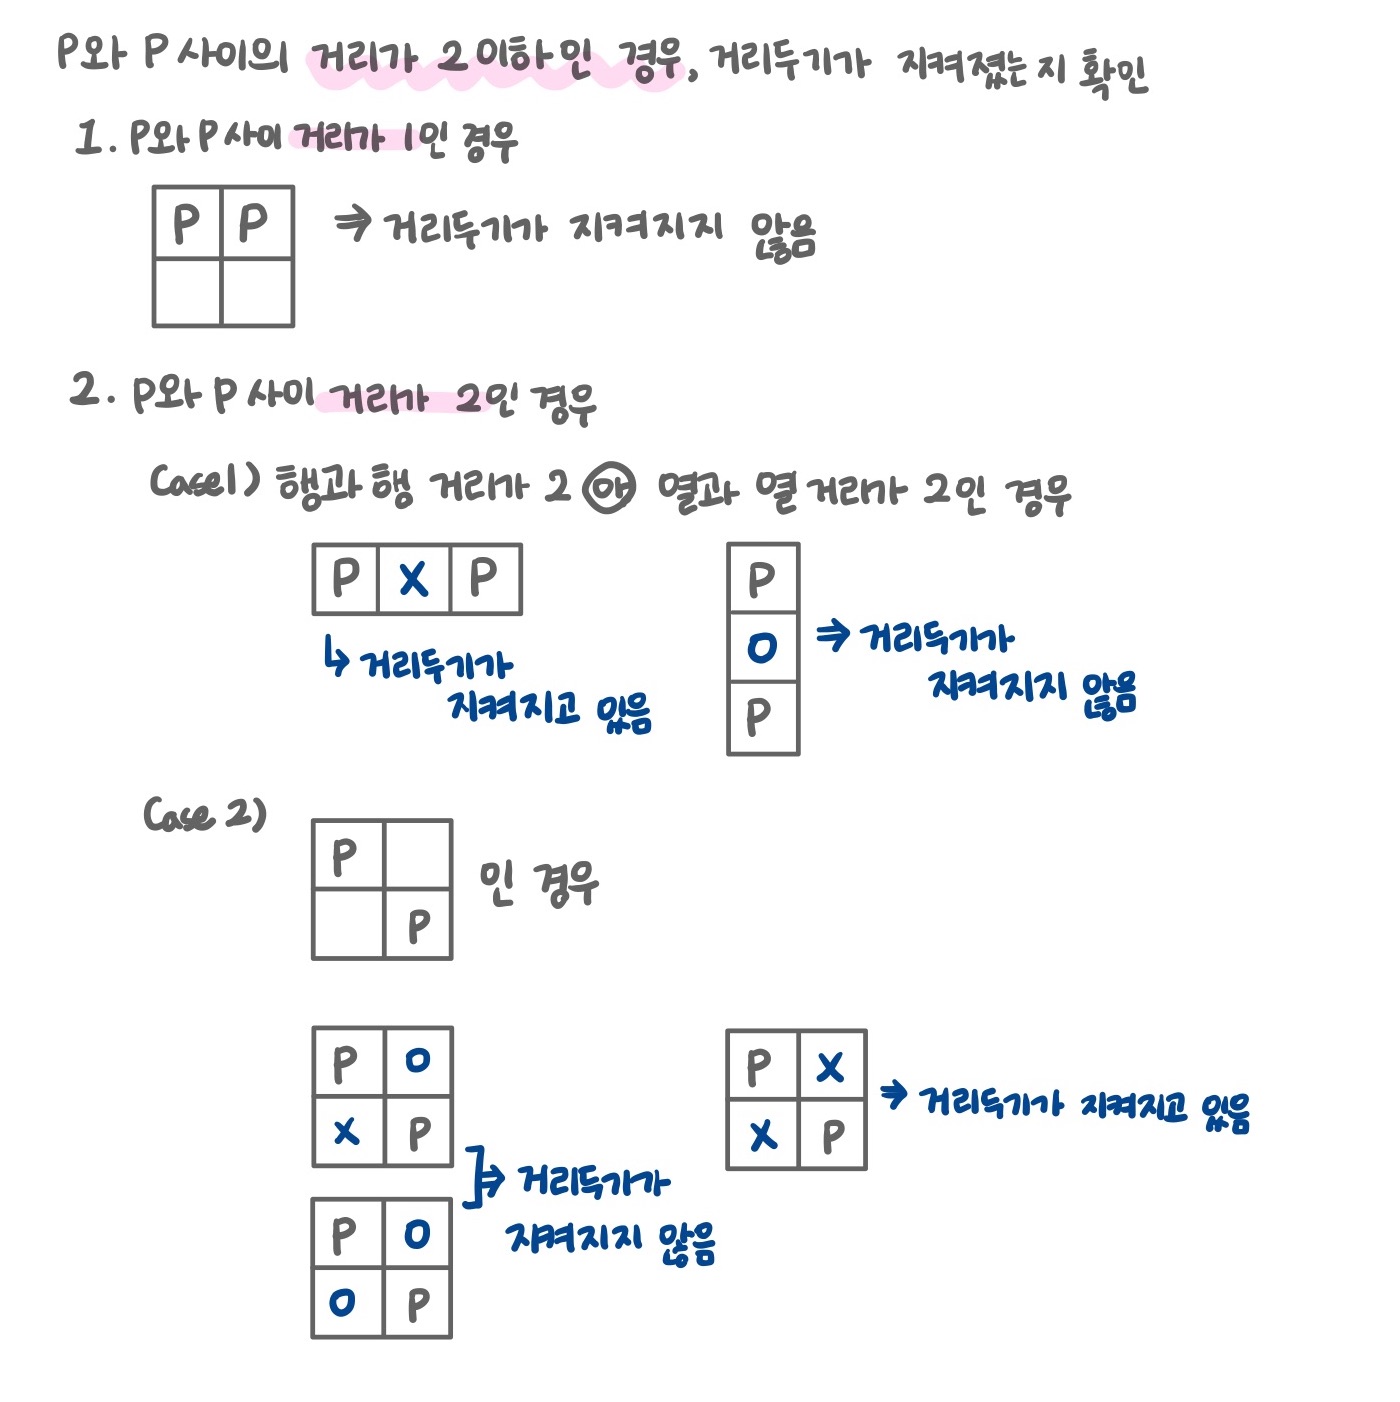 P와 P 사이의 거리가 2 이하인 경우, 거리두기가 지켜졌는지 확인
1. P와 P 사이 거리가 1인 경우
P P ⇒ 거리두기가 지켜지지 않음
2. P와 P 사이 거리가 2인 경우
Case1) 행과 행 거리가 2 or 열과 열 거리가 2인 경우
P X P
↳ 거리두기가
지켜지고 있음
P
O ⇒ 거리두기가
지켜지지 않음
P
Case 2)
P
P
인 경우
P O
X P
P O
O P
⇒ 거리두기가
지켜지지 않음
P X
X P
⇒ 거리두기가 지켜지고 있음